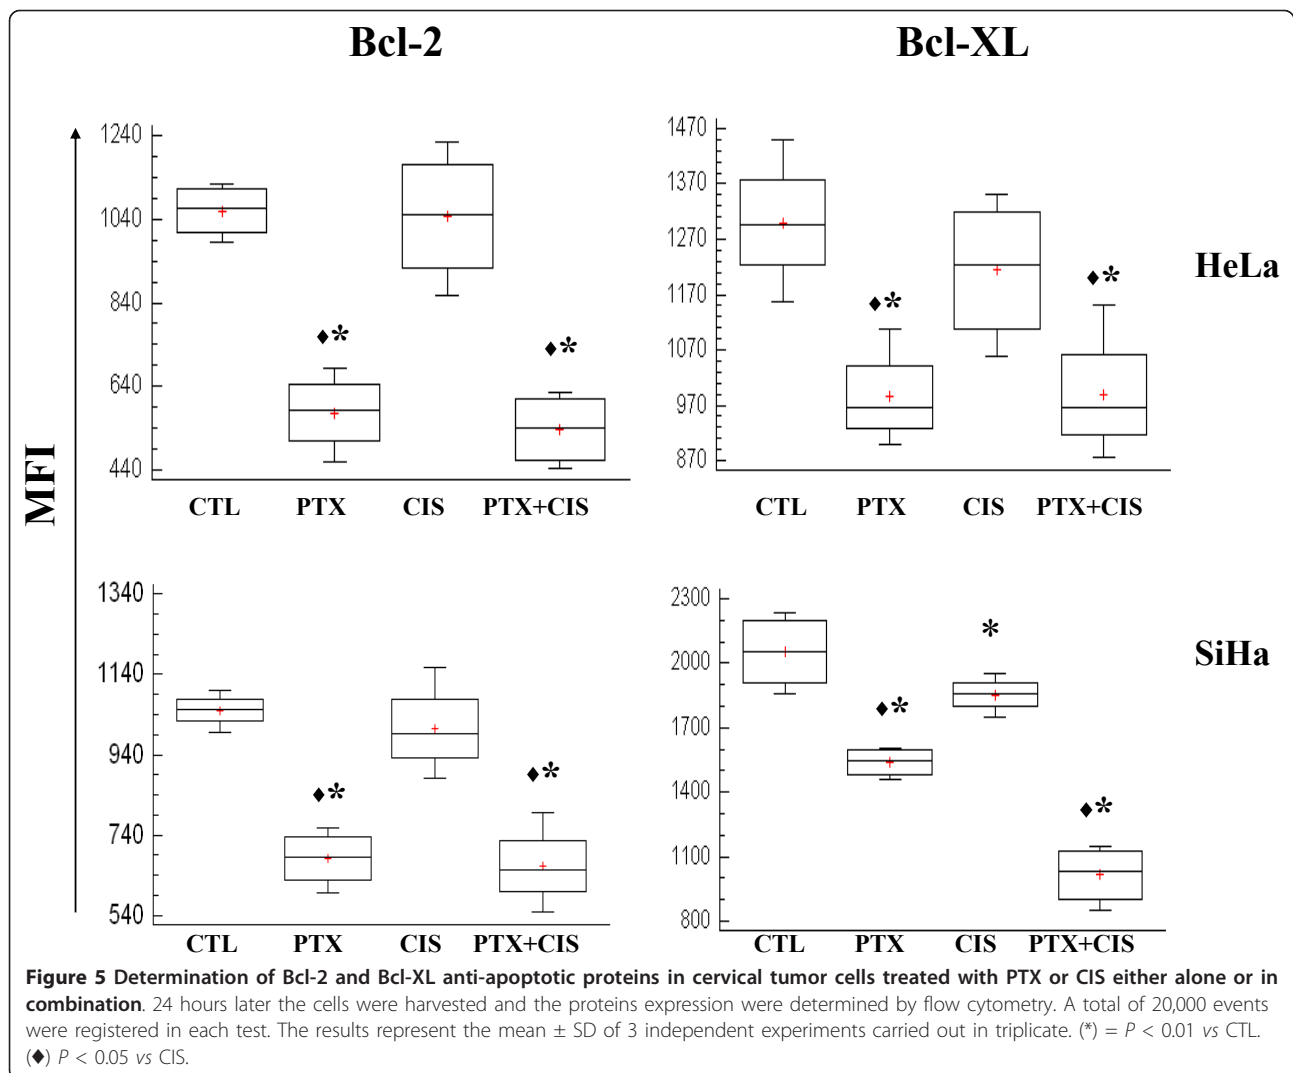 Bcl-2 Bcl-XL
1240
1040
840
640
440
CTL PTX CIS PTX+CIS
♦* ♦*
1470
1370
1270
1170
1070
970
870
CTL PTX CIS PTX+CIS
♦* ♦*
HeLa
MFI
1340
1140
940
740
540
CTL PTX CIS PTX+CIS
♦* ♦*
2300
2000
1700
1400
1100
800
CTL PTX CIS PTX+CIS
♦* * ♦*
SiHa
Figure 5 Determination of Bcl-2 and Bcl-XL anti-apoptotic proteins in cervical tumor cells treated with PTX or CIS either alone or in
combination. 24 hours later the cells were harvested and the proteins expression were determined by flow cytometry. A total of 20,000 events
were registered in each test. The results represent the mean ± SD of 3 independent experiments carried out in triplicate. (*) = P < 0.01 vs CTL.
(♦) P < 0.05 vs CIS.